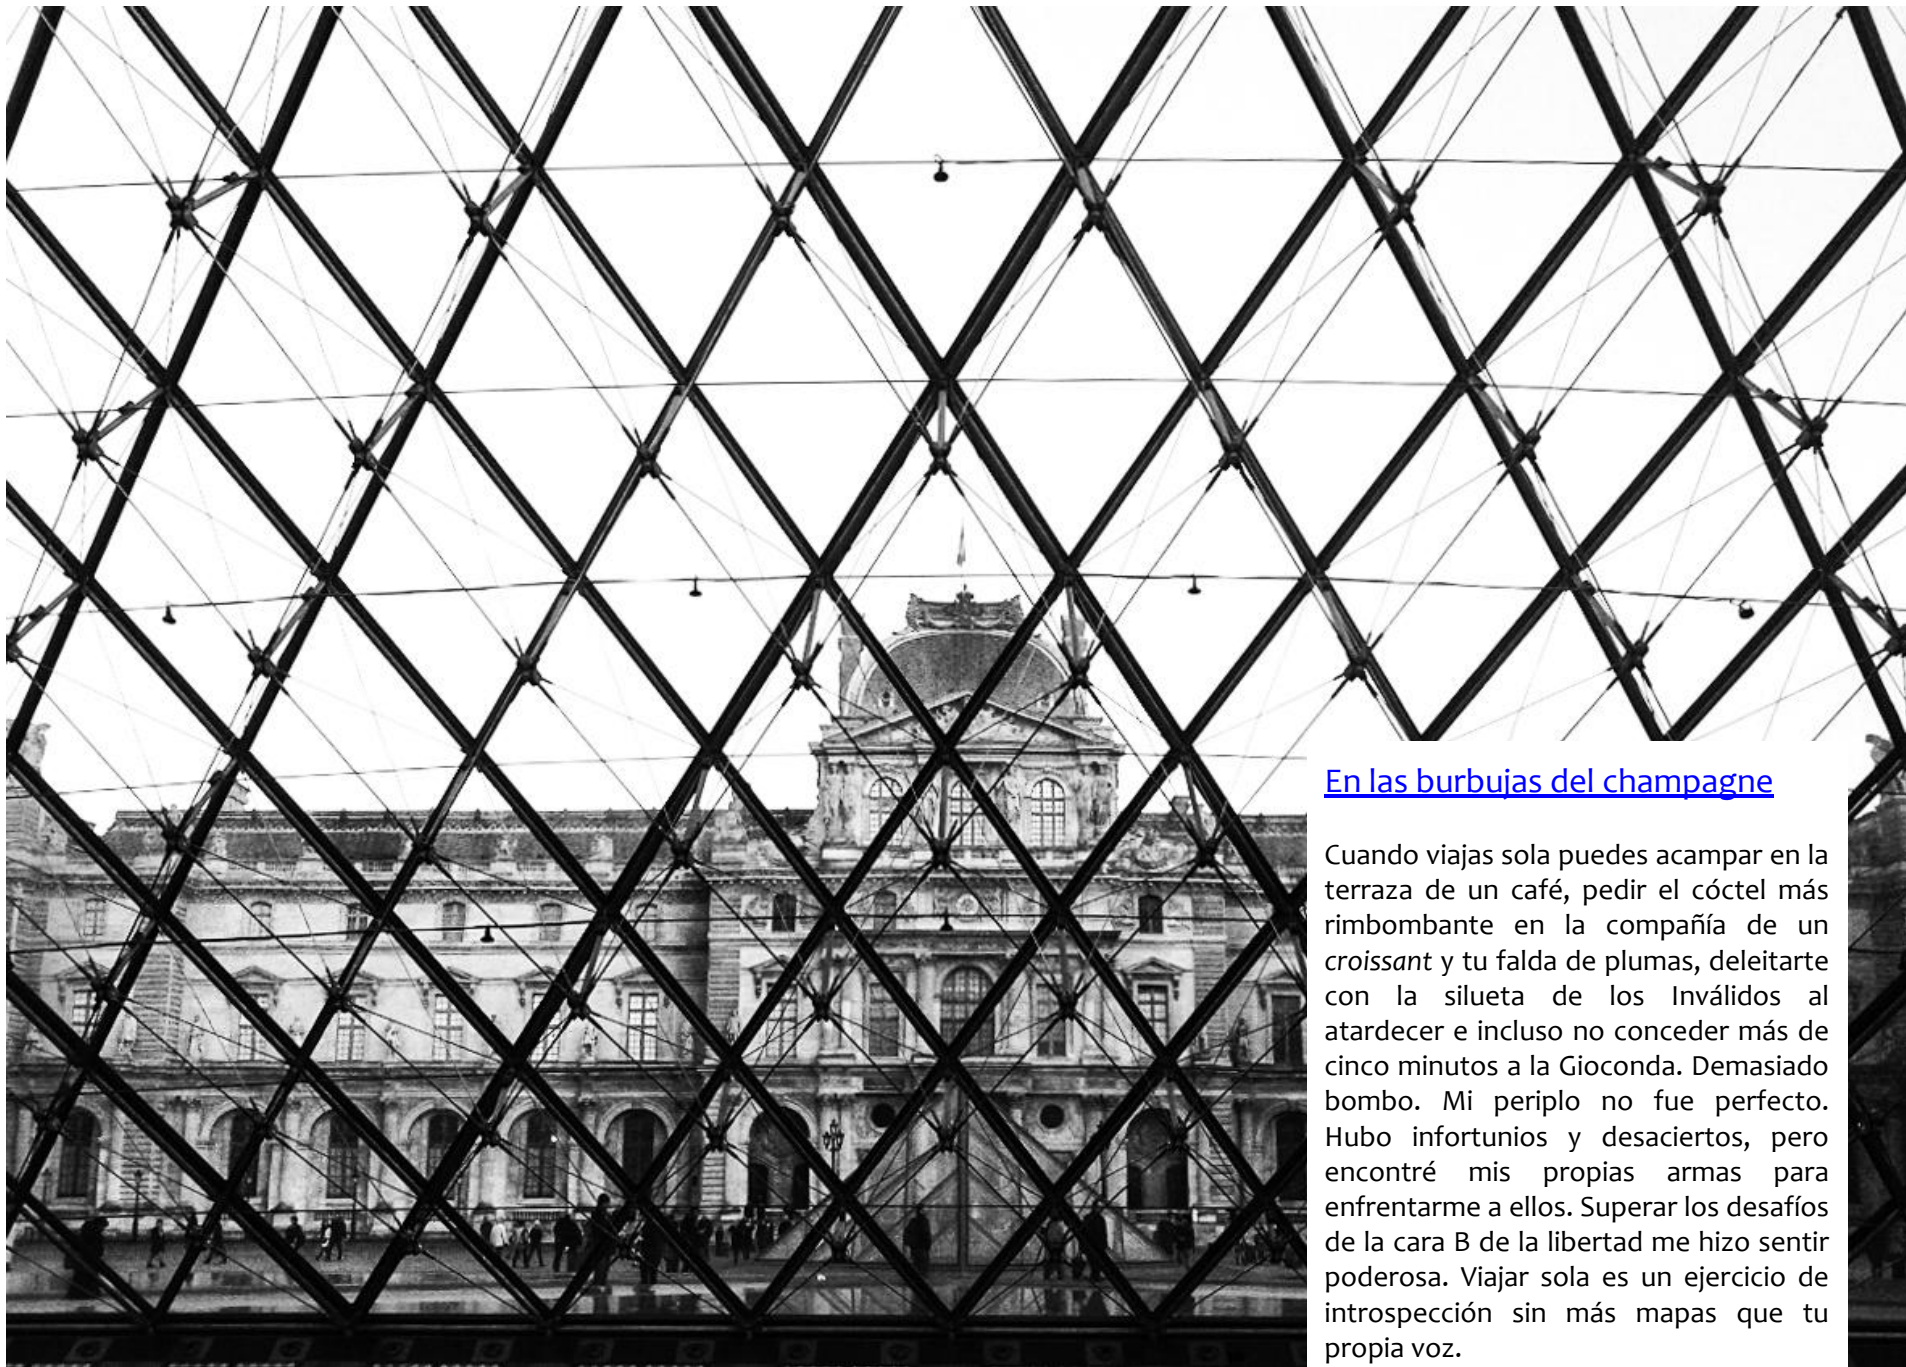 En las burbujas del champagne
Cuando viajas sola puedes acampar en la
terraza de un café, pedir el cóctel más
rimbombante en la compañía de un
croissant y tu falda de plumas, deleitarte
con la silueta de los Inválidos al
atardecer e incluso no conceder más de
cinco minutos a la Gioconda. Demasiado
bombo. Mi periplo no fue perfecto.
Hubo infortunios y desaciertos, pero
encontré mis propias armas para
enfrentarme a ellos. Superar los desafíos
de la cara B de la libertad me hizo sentir
poderosa. Viajar sola es un ejercicio de
introspección sin más mapas que tu
propia voz.